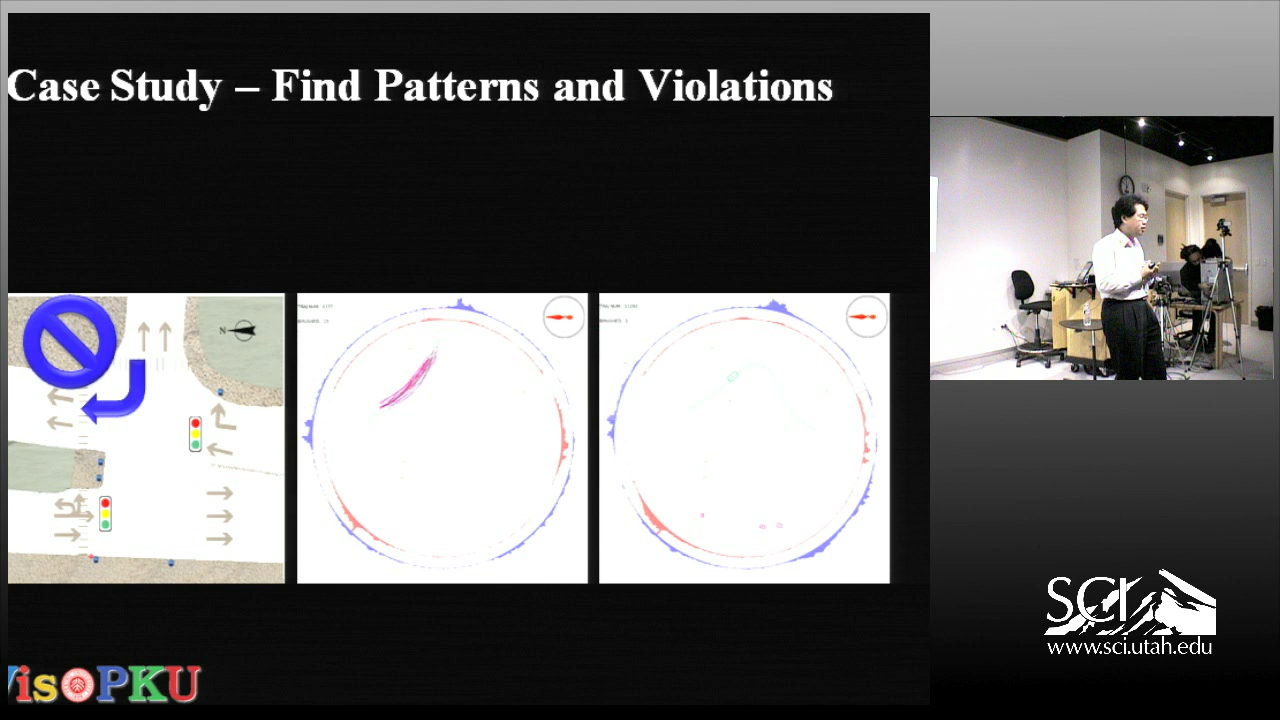 Case Study – Find Patterns and Violations
N
VisPKU
SCI
www.sci.utah.edu